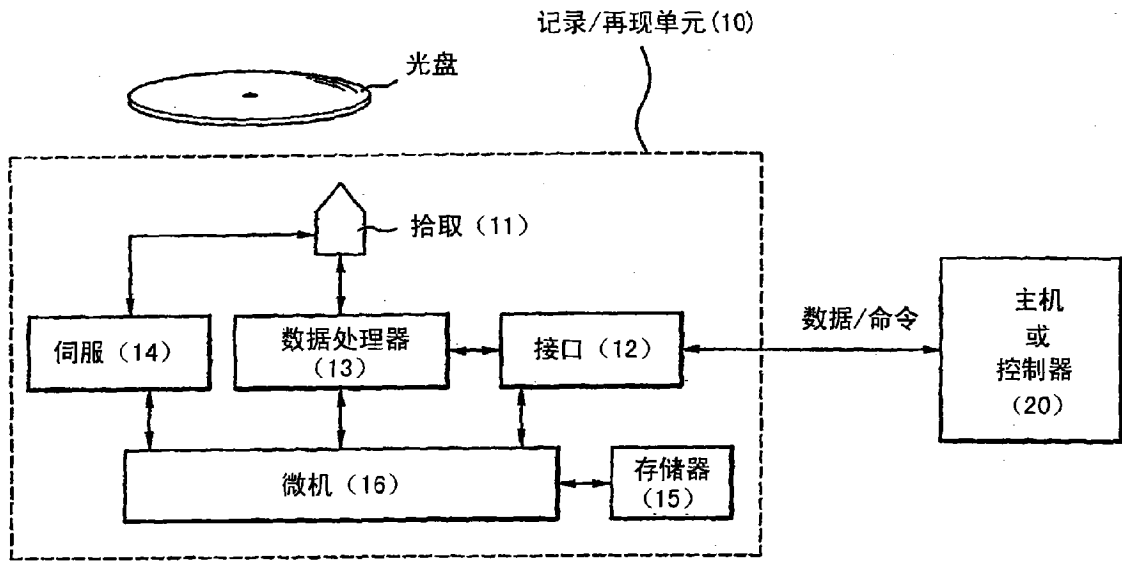 记录/再现单元(10)
光盘
拾取(11)
伺服(14)
数据处理器
(13)
接口(12)
数据/命令
主机
或
控制器
(20)
微机(16)
存储器
(15)